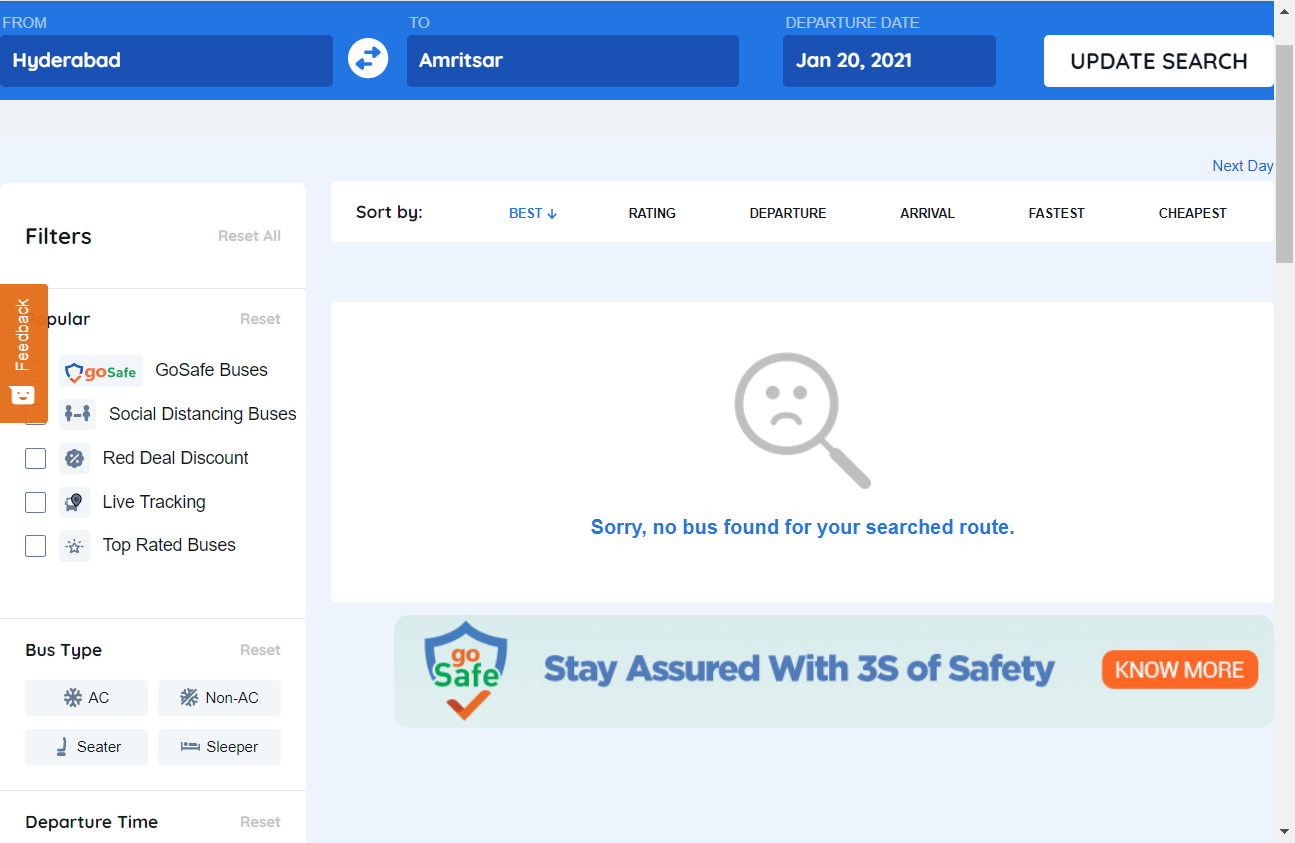 FROM
TO
DEPARTURE DATE
Hyderabad
Amritsar
Jan 20, 2021
UPDATE SEARCH
Next Day
Sort by:
BEST
RATING
DEPARTURE
ARRIVAL
FASTEST
CHEAPEST
Filters
Reset All
Feedback
Popular
Reset
goSafe
GoSafe Buses
Social Distancing Buses
Red Deal Discount
Live Tracking
Top Rated Buses
Sorry, no bus found for your searched route.
go
Safe
Stay Assured With 3S of Safety
KNOW MORE
Bus Type
Reset
AC
Non-AC
Seater
Sleeper
Departure Time
Reset